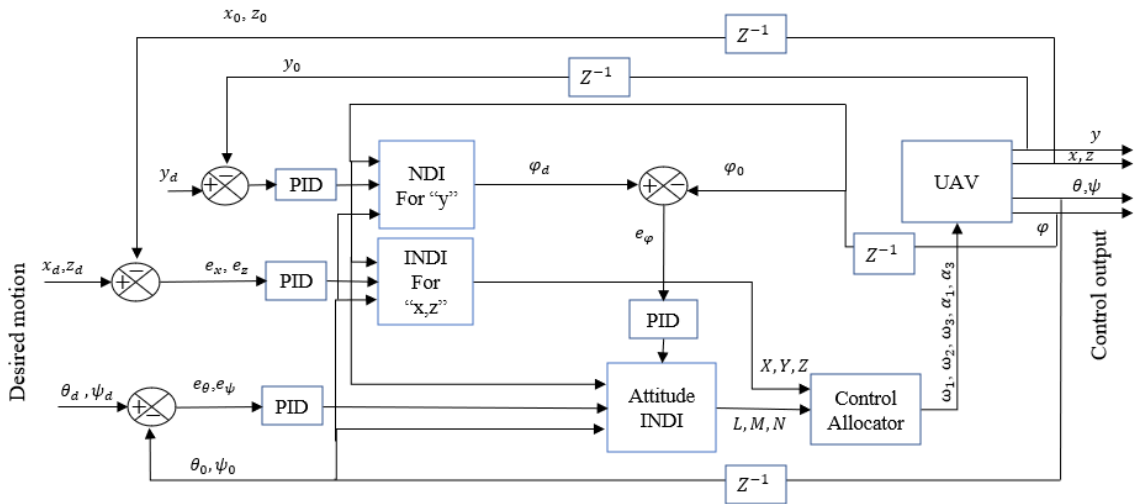 x₀, z₀
Z⁻¹
y₀
Z⁻¹
y
x,z
UAV
θ,ψ
φ
y_d
+
−
PID
NDI
For “y”
φ_d
+
−
φ₀
Z⁻¹
e_φ
INDI
For
“x,z”
x_d,z_d
+
−
e_x, e_z
PID
PID
Desired motion
Control output
ω₁, ω₂, ω₃, α₁, α₃
X, Y, Z
θ_d ,ψ_d
+
−
e_θ,e_ψ
PID
Attitude
INDI
L, M, N
Control
Allocator
θ₀, ψ₀
Z⁻¹